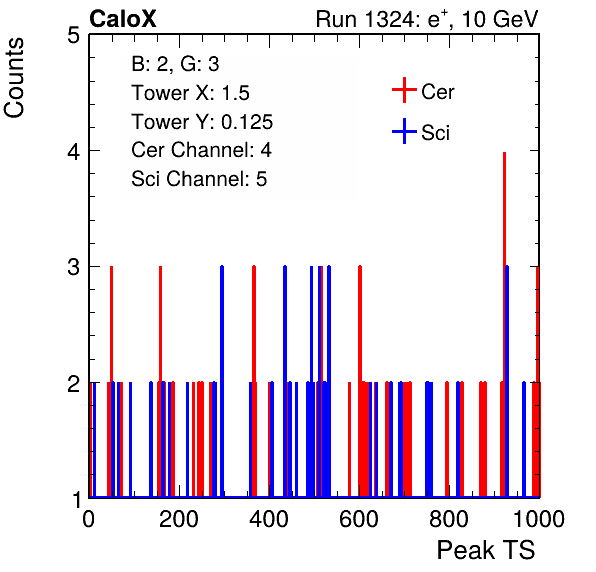 CaloX Run 1324: e⁺, 10 GeV
Counts
B: 2, G: 3
Tower X: 1.5
Tower Y: 0.125
Cer Channel: 4
Sci Channel: 5
Cer
Sci
5
4
3
2
1
0 200 400 600 800 1000
Peak TS